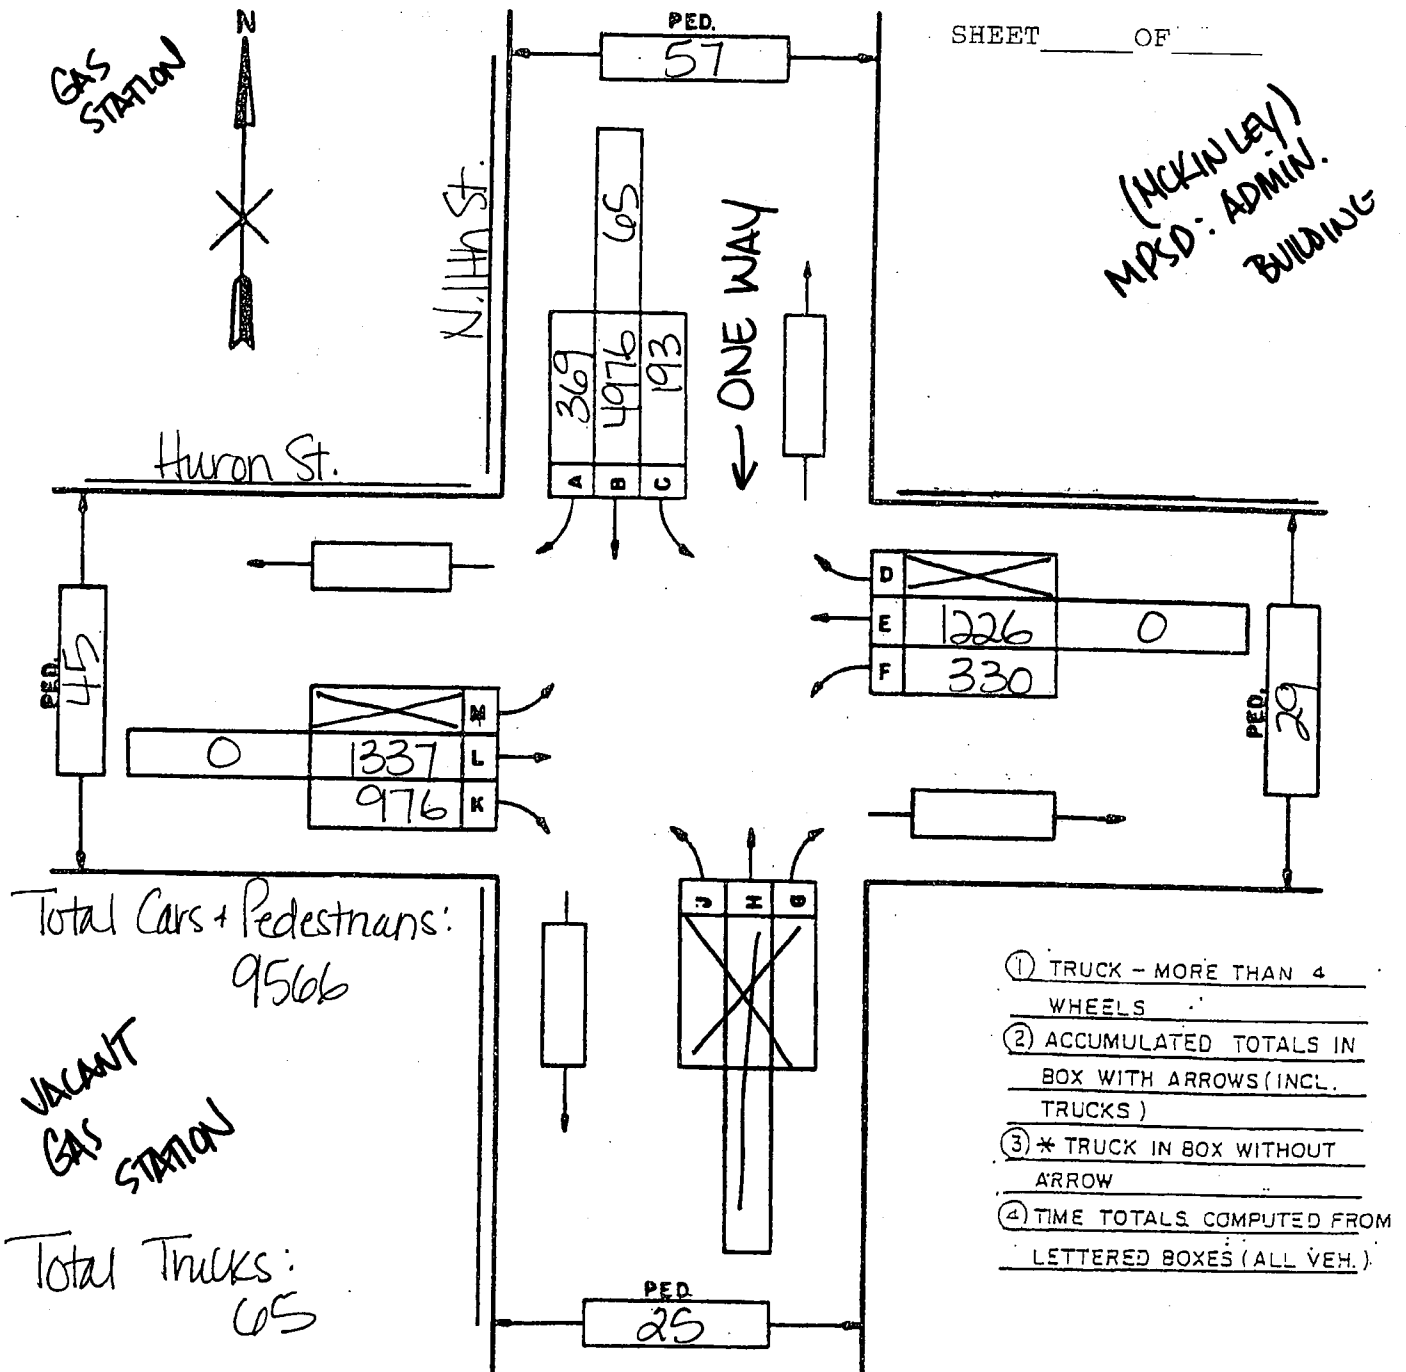 N
GAS
STATION
PED.
57
SHEET______OF______
(MCKINLEY)
MPSD: ADMIN.
BUILDING
N. 11th St.
65
369
4976
193
← ONE WAY
A
B
C
Huron St.
D
E 1226 0
F 330
PED.
45
PED.
29
M
0 1337 L
976 K
J
H
G
Total Cars + Pedestrians:
9566
VACANT
GAS
STATION
Total Trucks:
65
① TRUCK - MORE THAN 4
WHEELS
② ACCUMULATED TOTALS IN
BOX WITH ARROWS (INCL.
TRUCKS)
③ * TRUCK IN BOX WITHOUT
ARROW
④ TIME TOTALS COMPUTED FROM
LETTERED BOXES (ALL VEH.)
PED.
25